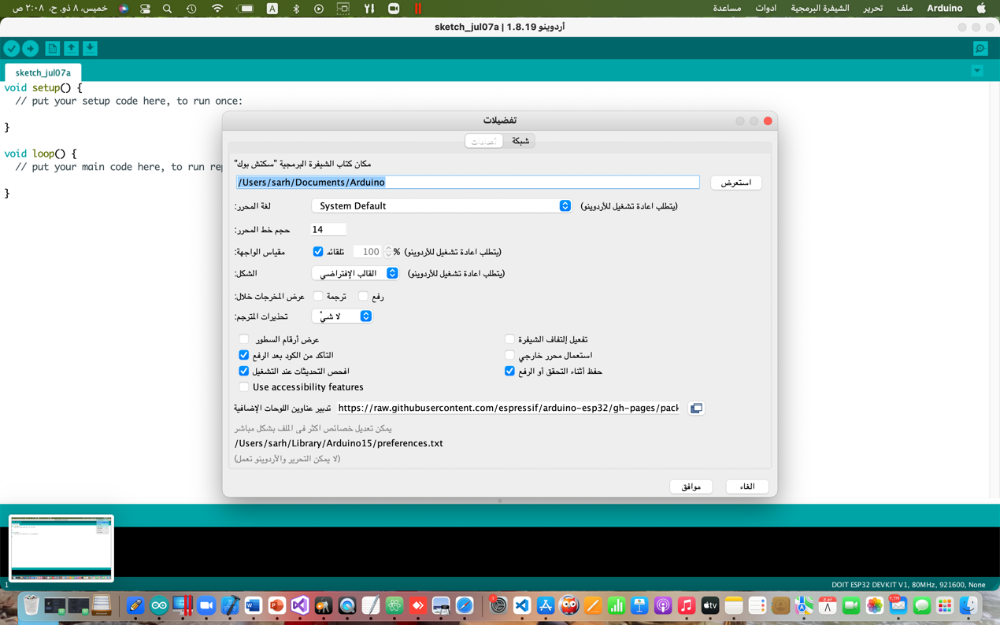 Arduino ملف تحرير الشيفرة البرمجية ادوات مساعدة
خميس، ٨ ذو. ح، ٢:٠٨ ص
sketch_jul07a | أردوينو 1.8.19
sketch_jul07a
void setup() {
// put your setup code here, to run once:
}
void loop() {
// put your main code here, to run rep
}
تفضيلات
شبكة
أعدادات
مكان كتاب الشيفرة البرمجية "سكتش بوك"
/Users/sarh/Documents/Arduino
استعرض
لغة المحرر: System Default (يتطلب اعادة تشغيل للأردوينو)
حجم خط المحرر: 14
مقياس الواجهة: تلقائد 100 % (يتطلب اعادة تشغيل للأردوينو)
الشكل: القالب الإفتراضي (يتطلب اعادة تشغيل للأردوينو)
عرض المخرجات خلال: ترجمة رفع
تحذيرات المترجم: لا شيْ
عرض أرقام السطور تفعيل إلتفاف الشيفرة
التأكد من الكود بعد الرفع استعمال محرر خارجي
افحص التحديثات عند التشغيل حفظ أثناء التحقق أو الرفع
Use accessibility features
تدبير عناوين اللوحات الإضافية https://raw.githubusercontent.com/espressif/arduino-esp32/gh-pages/pack
يمكن تعديل خصائص اكثر في الملف بشكل مباشر
/Users/sarh/Library/Arduino15/preferences.txt
(لا يمكن التحرير والأردوينو تعمل)
موافق الغاء
1
DOIT ESP32 DEVKIT V1, 80MHz, 921600, None